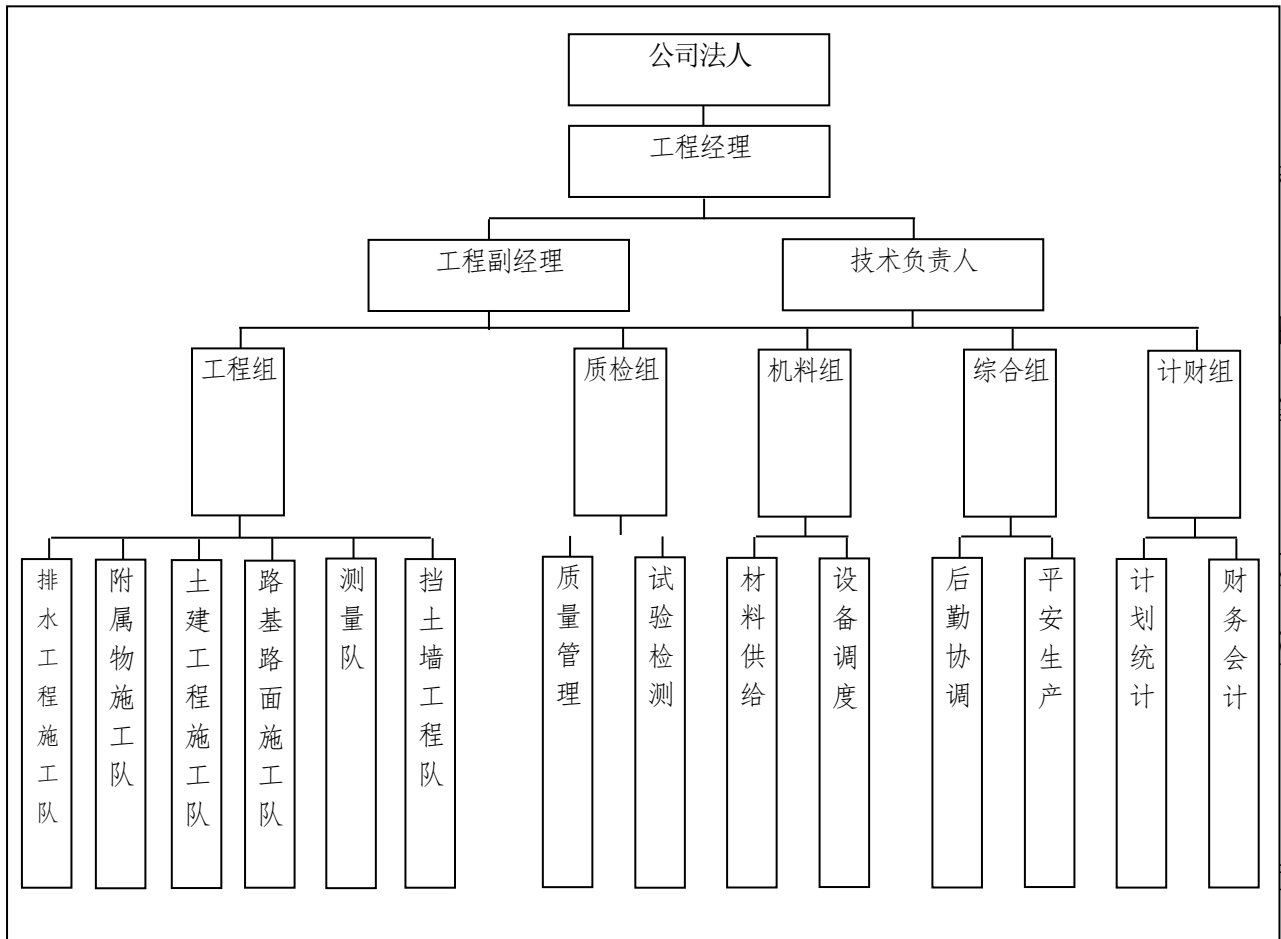 公司法人
工程经理
工程副经理
技术负责人
工程组
质检组
机料组
综合组
计财组
排水工程施工队
附属物施工队
土建工程施工队
路基路面施工队
测量队
挡土墙工程队
质量管理
试验检测
材料供给
设备调度
后勤协调
平安生产
计划统计
财务会计